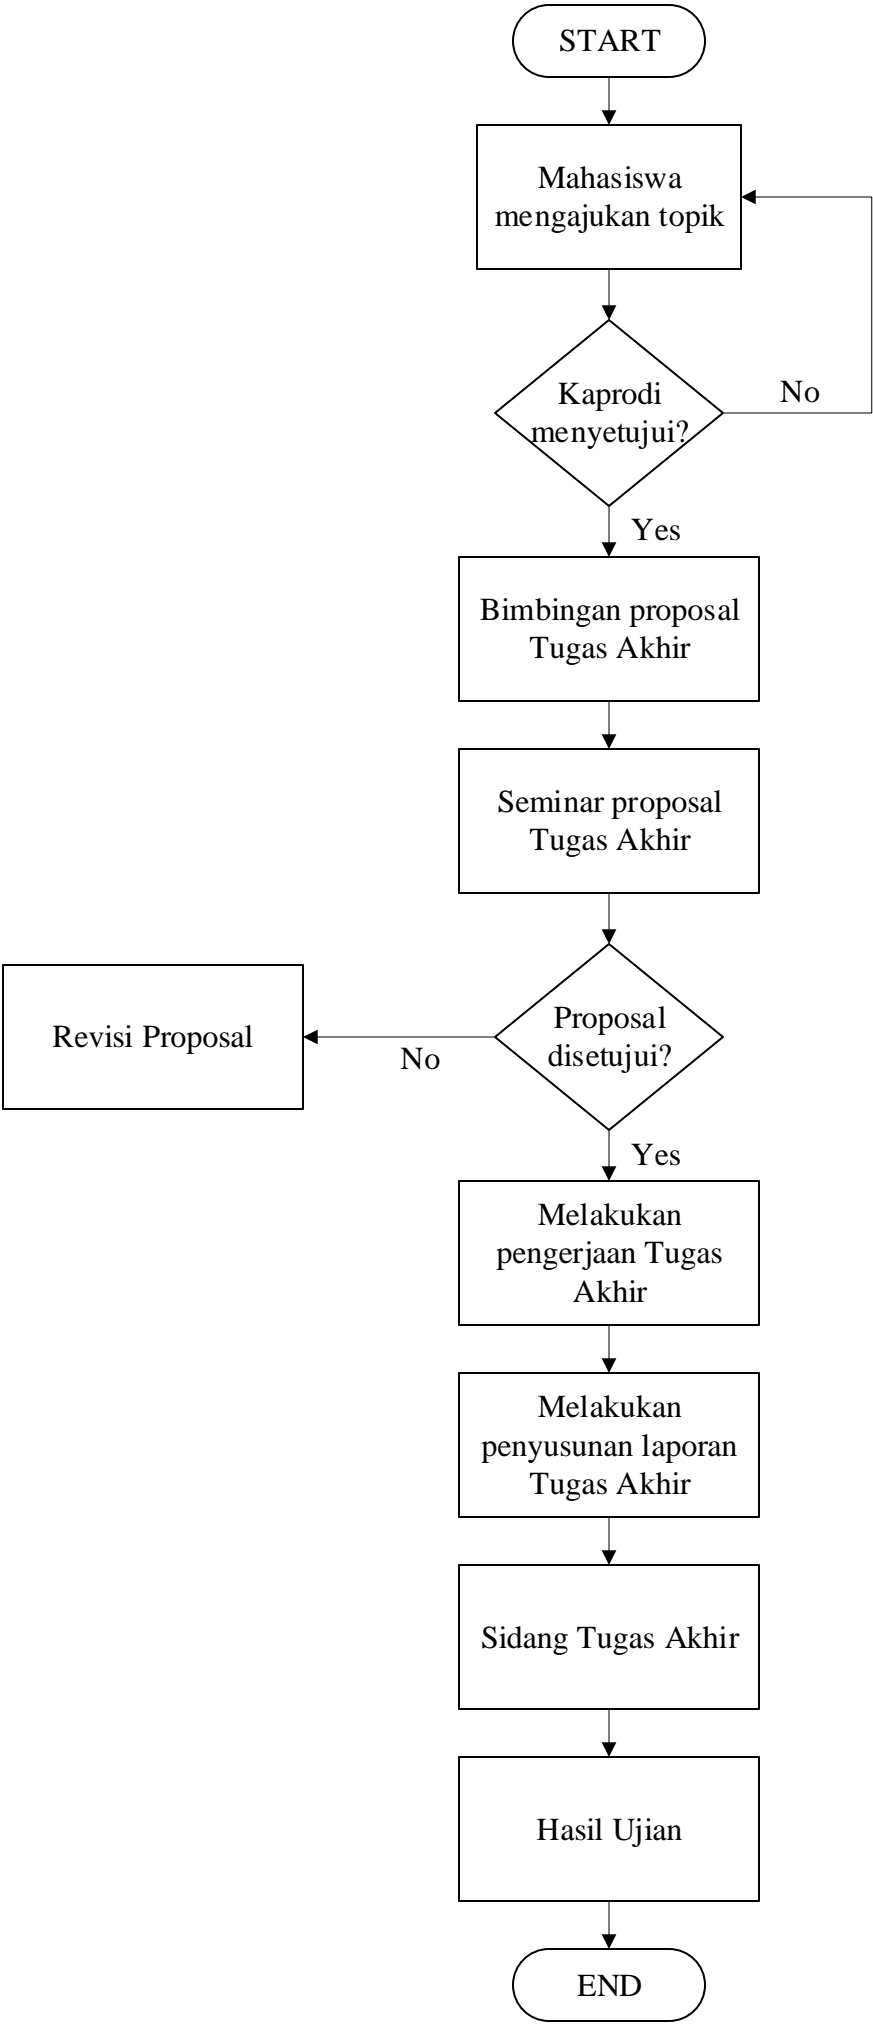 START
Mahasiswa
mengajukan topik
Kaprodi
menyetujui?
No
Yes
Bimbingan proposal
Tugas Akhir
Seminar proposal
Tugas Akhir
Proposal
disetujui?
No
Revisi Proposal
Yes
Melakukan
pengerjaan Tugas
Akhir
Melakukan
penyusunan laporan
Tugas Akhir
Sidang Tugas Akhir
Hasil Ujian
END